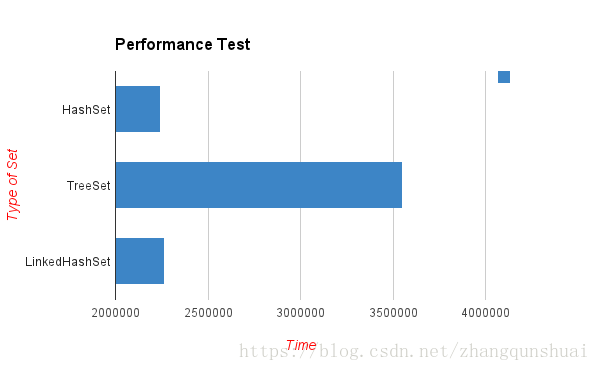 Performance Test
HashSet
TreeSet
LinkedHashSet
Type of Set
2000000 2500000 3000000 3500000 4000000
Time
https://blog.csdn.net/zhangqunshuai